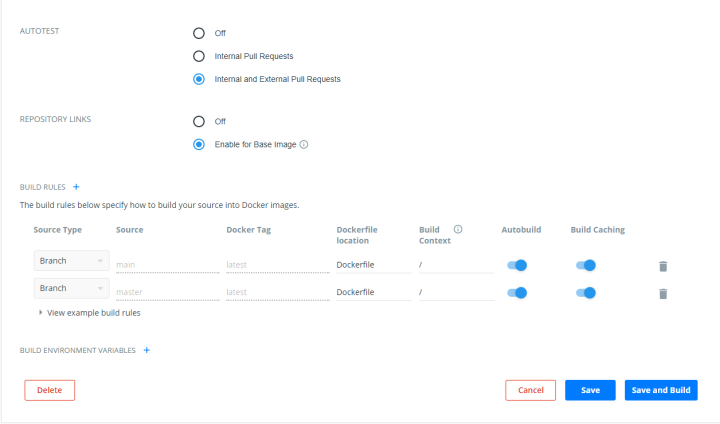 AUTOTEST
Off
Internal Pull Requests
Internal and External Pull Requests
REPOSITORY LINKS
Off
Enable for Base Image
BUILD RULES +
The build rules below specify how to build your source into Docker images.
Source Type Source Docker Tag Dockerfile location Build Context Autobuild Build Caching
Branch main latest Dockerfile /
Branch master latest Dockerfile /
View example build rules
BUILD ENVIRONMENT VARIABLES +
Delete Cancel Save Save and Build